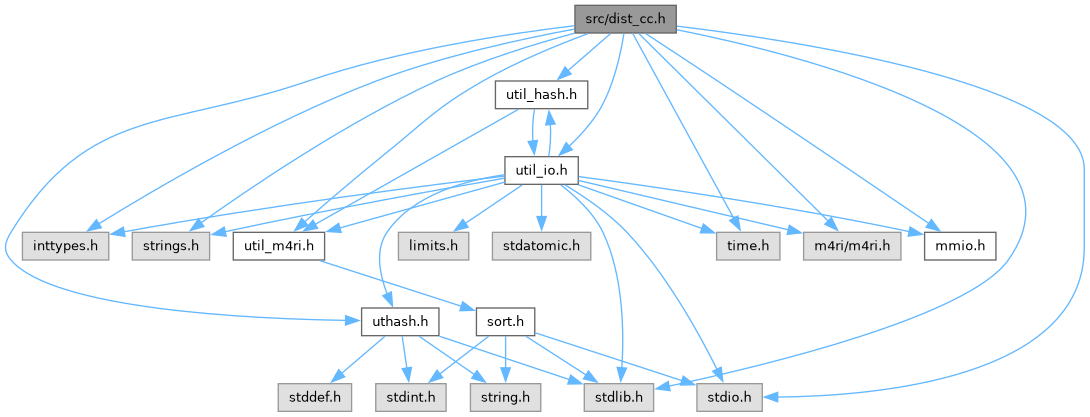 src/dist_cc.h
util_hash.h
util_io.h
inttypes.h
strings.h
util_m4ri.h
limits.h
stdatomic.h
time.h
m4ri/m4ri.h
mmio.h
uthash.h
sort.h
stddef.h
stdint.h
string.h
stdlib.h
stdio.h